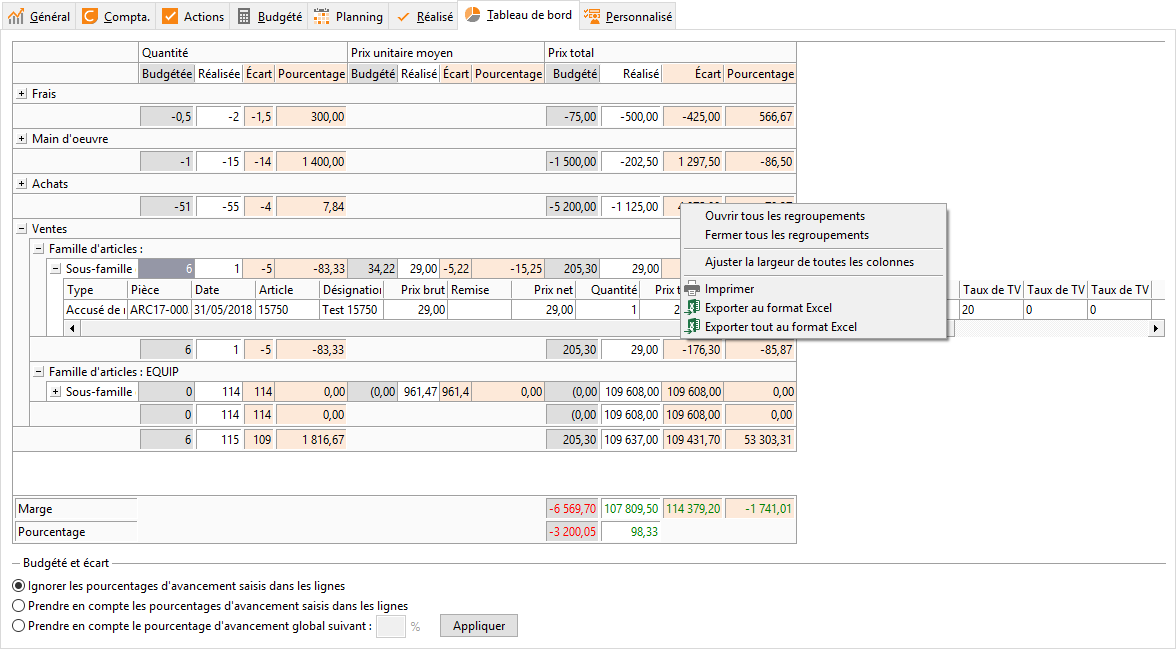 Général Compta. Actions Budgété Planning Réalisé Tableau de bord Personnalisé
Quantité Prix unitaire moyen Prix total
Budgétée Réalisée Écart Pourcentage Budgété Réalisé Écart Pourcentage Budgété Réalisé Écart Pourcentage
Frais
-0,5 -2 -1,5 300,00 -75,00 -500,00 -425,00 566,67
Main d'oeuvre
-1 -15 -14 1 400,00 -1 500,00 -202,50 1 297,50 -86,50
Achats
-51 -55 -4 7,84 -5 200,00 -1 125,00
Ventes
Famille d'articles :
Sous-famille 6 1 -5 -83,33 34,22 29,00 -5,22 -15,25 205,30 29,00
Type Pièce Date Article Désignation Prix brut Remise Prix net Quantité Prix t Taux de TV Taux de TV Taux de TV
Accusé de ARC17-000 31/05/2018 15750 Test 15750 29,00 29,00 1 20 0 0
6 1 -5 -83,33 205,30 29,00 -176,30 -85,87
Famille d'articles : EQUIP
Sous-famille 0 114 114 0,00 (0,00 961,47 961,4 0,00 (0,00 109 608,00 109 608,00 0,00
0 114 114 0,00 (0,00 109 608,00 109 608,00 0,00
6 115 109 1 816,67 205,30 109 637,00 109 431,70 53 303,31
Marge -6 569,70 107 809,50 114 379,20 -1 741,01
Pourcentage -3 200,05 98,33
Ouvrir tous les regroupements
Fermer tous les regroupements
Ajuster la largeur de toutes les colonnes
Imprimer
Exporter au format Excel
Exporter tout au format Excel
Budgété et écart
Ignorer les pourcentages d'avancement saisis dans les lignes
Prendre en compte les pourcentages d'avancement saisis dans les lignes
Prendre en compte le pourcentage d'avancement global suivant : % Appliquer